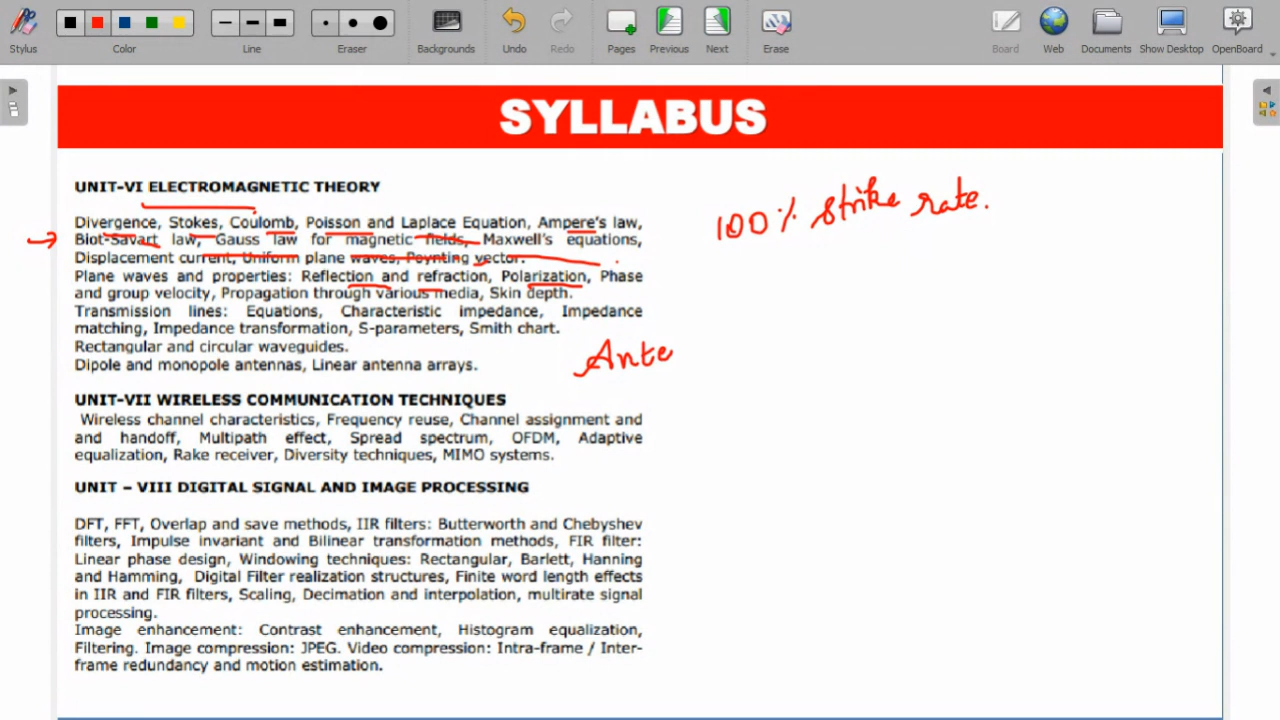 Stylus
Color
Line
Eraser
Backgrounds
Undo
Redo
Pages
Previous
Next
Erase
Board
Web
Documents
Show Desktop
OpenBoard
SYLLABUS
UNIT-VI ELECTROMAGNETIC THEORY
Divergence, Stokes, Coulomb, Poisson and Laplace Equation, Ampere's law,
Biot-Savart law, Gauss law for magnetic fields, Maxwell's equations,
Displacement current, Uniform plane waves, Poynting vector.
Plane waves and properties: Reflection and refraction, Polarization, Phase
and group velocity, Propagation through various media, Skin depth.
Transmission lines: Equations, Characteristic impedance, Impedance
matching, Impedance transformation, S-parameters, Smith chart.
Rectangular and circular waveguides.
Dipole and monopole antennas, Linear antenna arrays.
100% strike rate.
Ante
UNIT-VII WIRELESS COMMUNICATION TECHNIQUES
Wireless channel characteristics, Frequency reuse, Channel assignment and
and handoff, Multipath effect, Spread spectrum, OFDM, Adaptive
equalization, Rake receiver, Diversity techniques, MIMO systems.
UNIT – VIII DIGITAL SIGNAL AND IMAGE PROCESSING
DFT, FFT, Overlap and save methods, IIR filters: Butterworth and Chebyshev
filters, Impulse invariant and Bilinear transformation methods, FIR filter:
Linear phase design, Windowing techniques: Rectangular, Barlett, Hanning
and Hamming, Digital Filter realization structures, Finite word length effects
in IIR and FIR filters, Scaling, Decimation and interpolation, multirate signal
processing.
Image enhancement: Contrast enhancement, Histogram equalization,
Filtering. Image compression: JPEG. Video compression: Intra-frame / Inter-
frame redundancy and motion estimation.